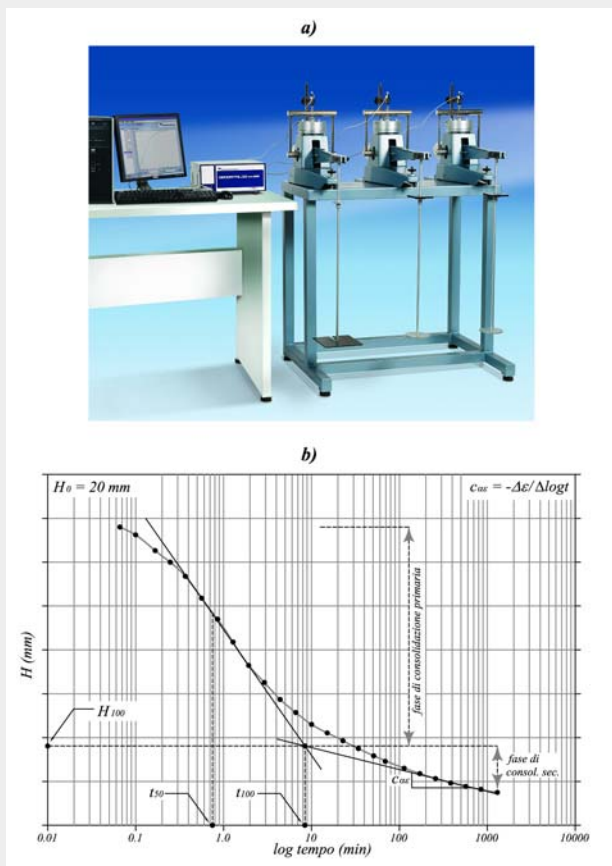 a)
b)
H0 = 20 mm
cαε = -Δε/Δlogt
H (mm)
fase di consolidazione primaria
H100
fase di
consol. sec.
cαε
t50
t100
0.01
0.1
1.0
10
100
1000
10000
log tempo (min)